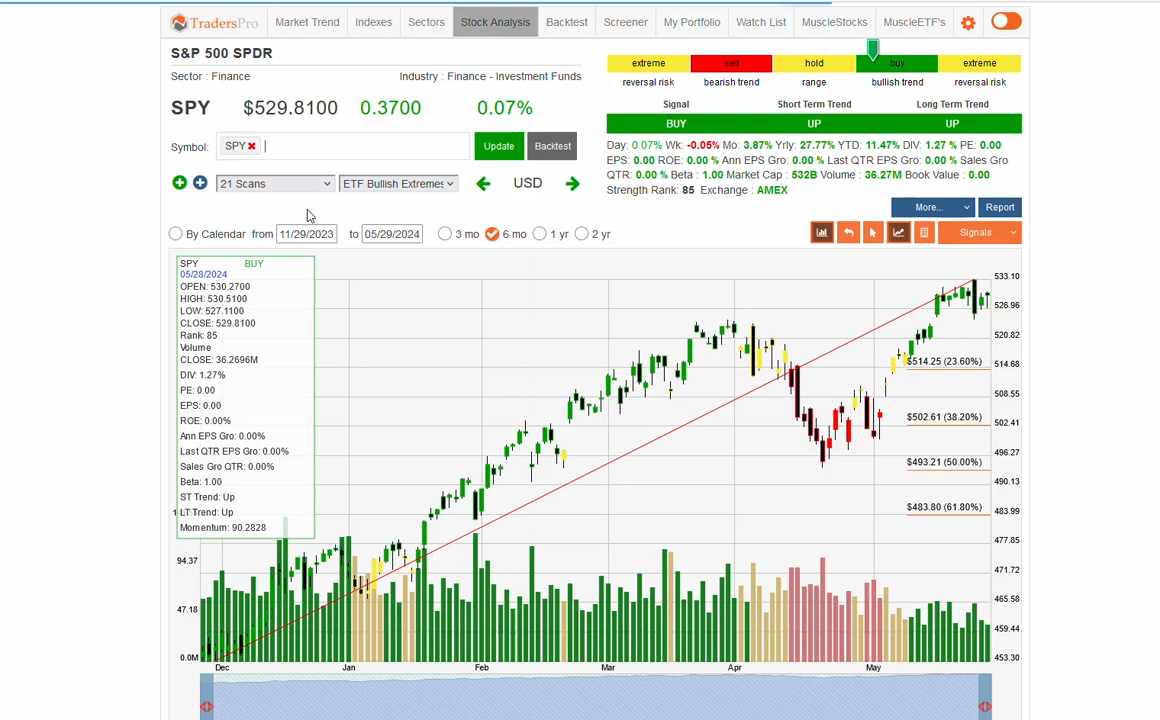 TradersPro Market Trend Indexes Sectors Stock Analysis Backtest Screener My Portfolio Watch List MuscleStocks MuscleETF's
S&P 500 SPDR
Sector : Finance Industry : Finance - Investment Funds
SPY $529.8100 0.3700 0.07%
Symbol: SPY Update Backtest
21 Scans ETF Bullish Extremes USD
extreme sell hold buy extreme
reversal risk bearish trend range bullish trend reversal risk
Signal Short Term Trend Long Term Trend
BUY UP UP
Day: 0.07% Wk: -0.05% Mo: 3.87% Yrly: 27.77% YTD: 11.47% DIV: 1.27 % PE: 0.00
EPS: 0.00 ROE: 0.00 % Ann EPS Gro: 0.00 % Last QTR EPS Gro: 0.00 % Sales Gro
QTR: 0.00 % Beta : 1.00 Market Cap : 532B Volume : 36.27M Book Value : 0.00
Strength Rank: 85 Exchange : AMEX
More... Report
By Calendar from 11/29/2023 to 05/29/2024 3 mo 6 mo 1 yr 2 yr Signals
SPY BUY
05/28/2024
OPEN: 530.2700
HIGH: 530.5100
LOW: 527.1100
CLOSE: 529.8100
Rank: 85
Volume
CLOSE: 36.2696M
DIV: 1.27%
PE: 0.00
EPS: 0.00
ROE: 0.00%
Ann EPS Gro: 0.00%
Last QTR EPS Gro: 0.00%
Sales Gro QTR: 0.00%
Beta: 1.00
ST Trend: Up
LT Trend: Up
Momentum: 90.2828
94.37
47.18
0.0M
$514.25 (23.60%)
$502.61 (38.20%)
$493.21 (50.00%)
$483.80 (61.80%)
533.10
526.96
520.82
514.68
508.55
502.41
496.27
490.13
483.99
477.85
471.72
465.58
459.44
453.30
Dec Jan Feb Mar Apr May